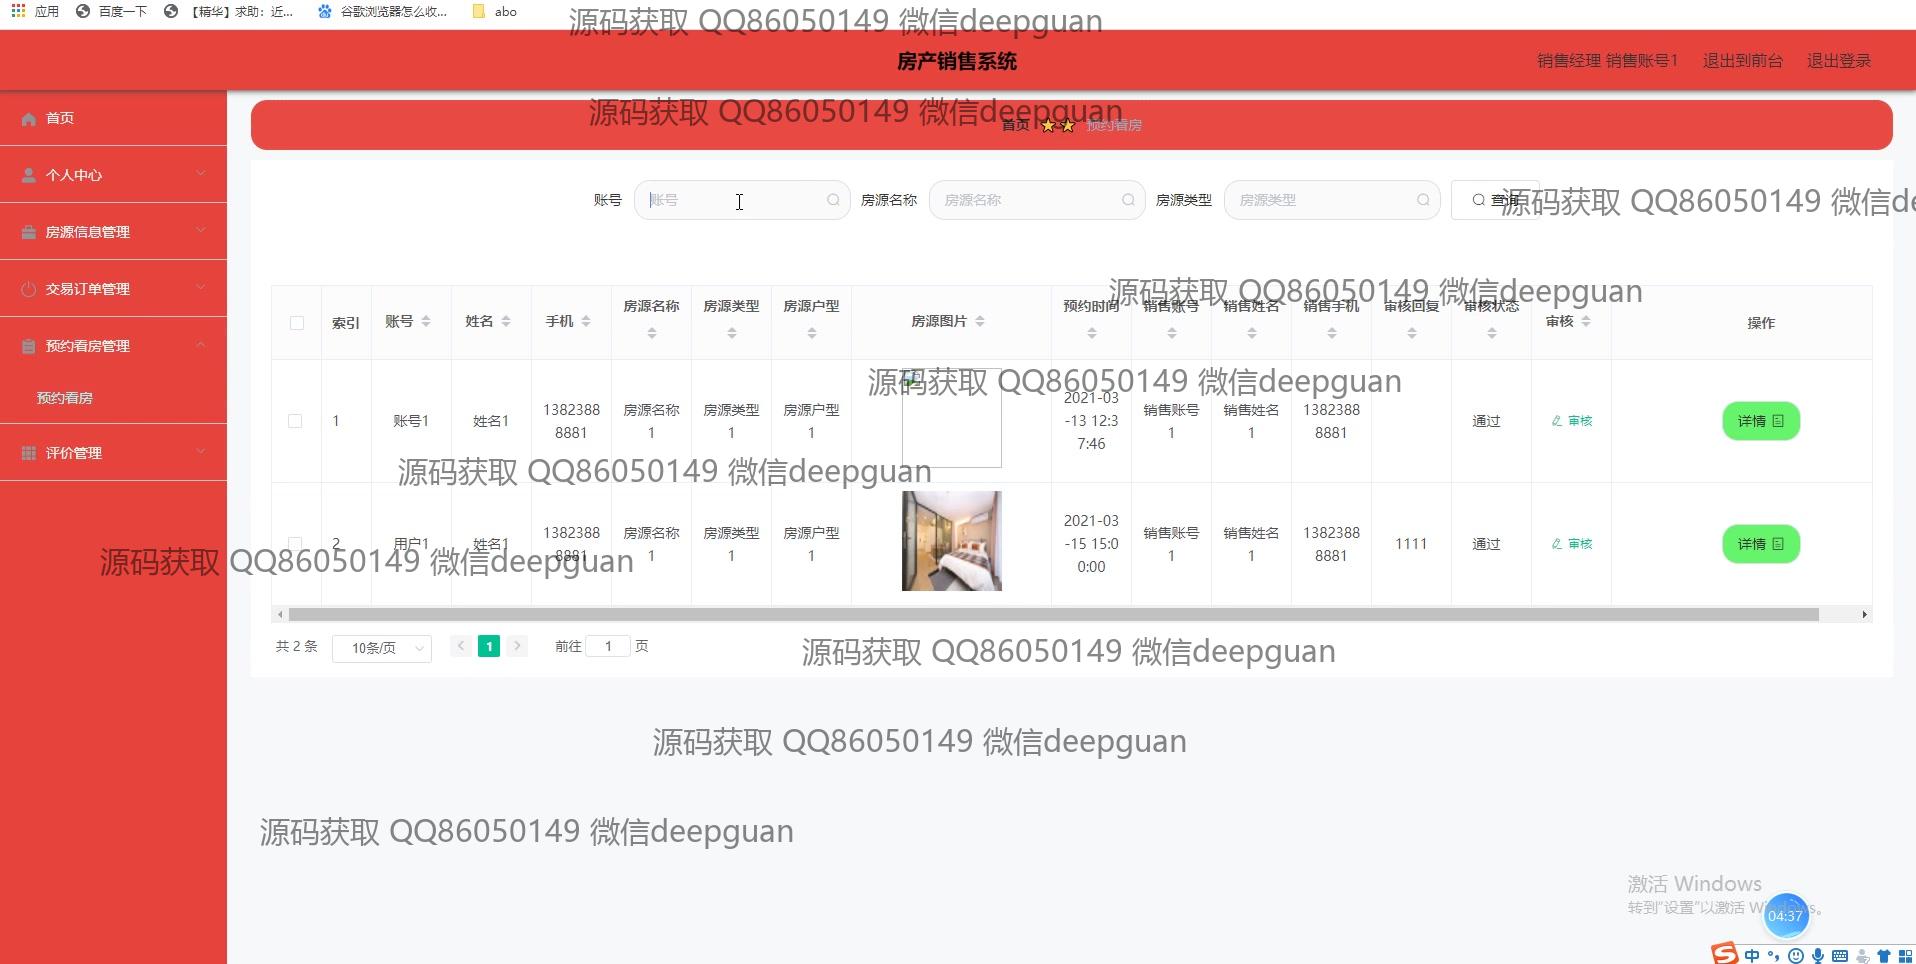 应用 百度一下 【精华】求助：近... 谷歌浏览器怎么收... abo
源码获取 QQ86050149 微信deepguan
房产销售系统
销售经理 销售账号1 退出到前台 退出登录
源码获取 QQ86050149 微信deepguan
首页 预约看房
首页
个人中心
房源信息管理
交易订单管理
预约看房管理
预约看房
评价管理
账号 账号 房源名称 房源名称 房源类型 房源类型 查询
源码获取 QQ86050149 微信de
源码获取 QQ86050149 微信deepguan
索引 账号 姓名 手机 房源名称 房源类型 房源户型 房源图片 预约时间 销售账号 销售姓名 销售手机 审核回复 审核状态 审核 操作
源码获取 QQ86050149 微信deepguan
1 账号1 姓名1 13823888881 房源名称1 房源类型1 房源户型1 2021-03-13 12:37:46 销售账号1 销售姓名1 13823888881 通过 审核 详情
源码获取 QQ86050149 微信deepguan
2 用户1 姓名1 13823888881 房源名称1 房源类型1 房源户型1 2021-03-15 15:00:00 销售账号1 销售姓名1 13823888881 1111 通过 审核 详情
源码获取 QQ86050149 微信deepguan
共 2 条 10条/页 1 前往 1 页
源码获取 QQ86050149 微信deepguan
源码获取 QQ86050149 微信deepguan
源码获取 QQ86050149 微信deepguan
激活 Windows
转到"设置"以激活 Windows。
04:37
中